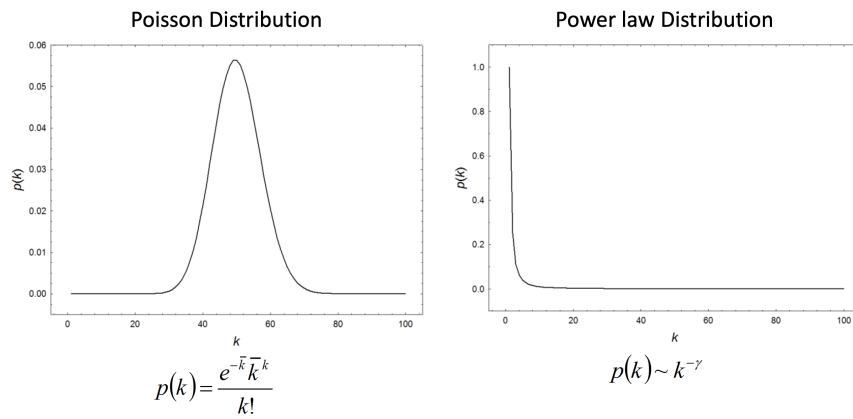 Poisson Distribution
0.06
0.05
0.04
0.03
0.02
0.01
0.00
p(k)
0 20 40 60 80 100
k
p(k) = e^{-k̅} k̅^k / k!
Power law Distribution
1.0
0.8
0.6
0.4
0.2
0.0
p(k)
0 20 40 60 80 100
k
p(k) ~ k^{-γ}